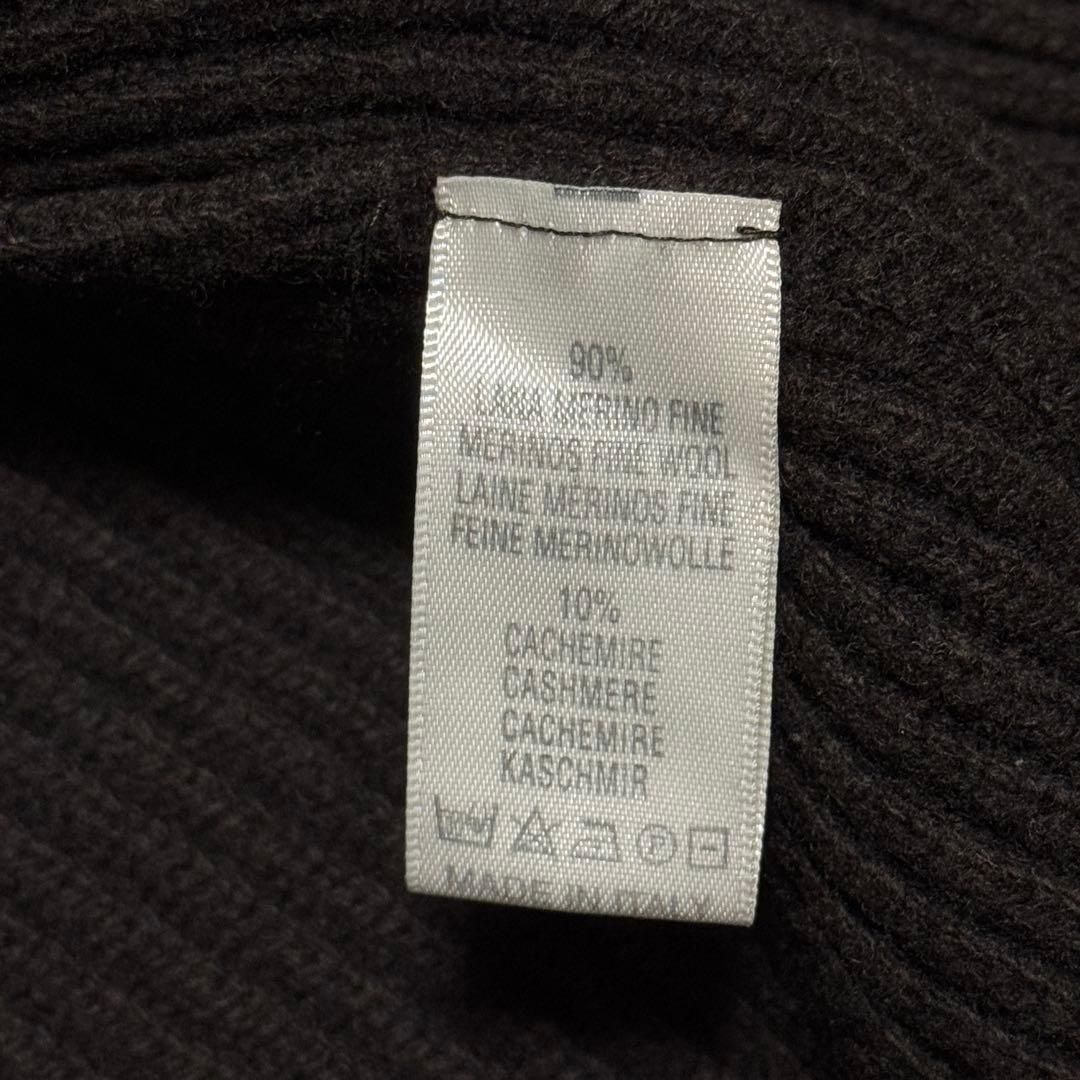 90%
LANA MERINO FINE
MERINOS FINE WOOL
LAINE MERINOS FINE
FEINE MERINOWOLLE
10%
CACHEMIRE
CASHMERE
CACHEMIRE
KASCHMIR
P
MADE IN ITALY